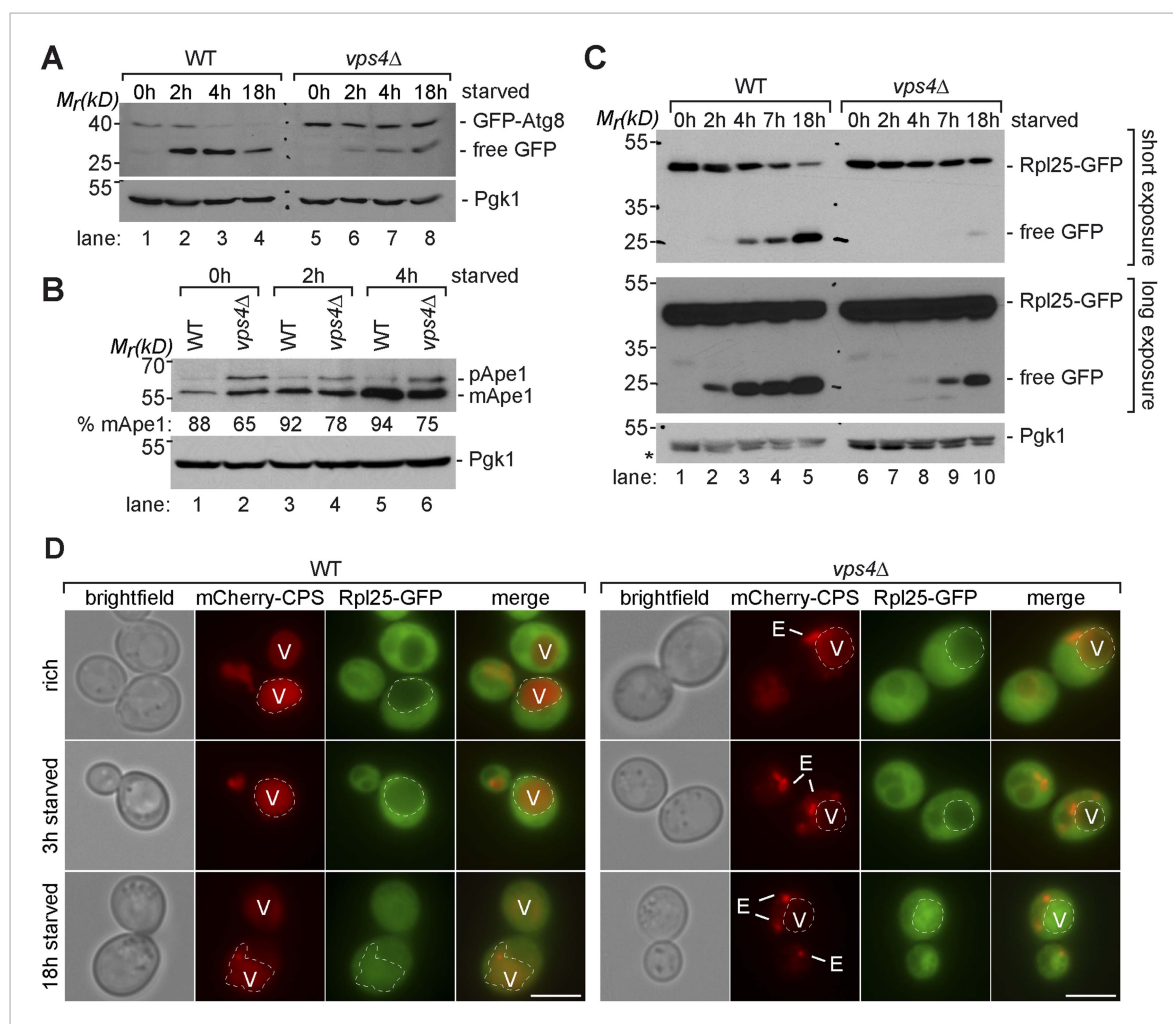 A
WT
vps4Δ
Mr(kD)
0h 2h 4h 18h 0h 2h 4h 18h starved
40 - GFP-Atg8
- free GFP
25
55
- Pgk1
lane: 1 2 3 4 5 6 7 8
B
0h 2h 4h starved
WT vps4Δ WT vps4Δ WT vps4Δ
Mr(kD)
70
- pApe1
55 - mApe1
% mApe1: 88 65 92 78 94 75
55
- Pgk1
lane: 1 2 3 4 5 6
C
WT vps4Δ
Mr(kD) 0h 2h 4h 7h 18h 0h 2h 4h 7h 18h starved
55
- Rpl25-GFP
35
- free GFP
25
short exposure
55
- Rpl25-GFP
35
25 - free GFP
long exposure
55 - Pgk1
*
lane: 1 2 3 4 5 6 7 8 9 10
D
WT vps4Δ
brightfield mCherry-CPS Rpl25-GFP merge brightfield mCherry-CPS Rpl25-GFP merge
rich
V V E V V
V V
3h starved
V V E V V
18h starved
V V E V V
V V E